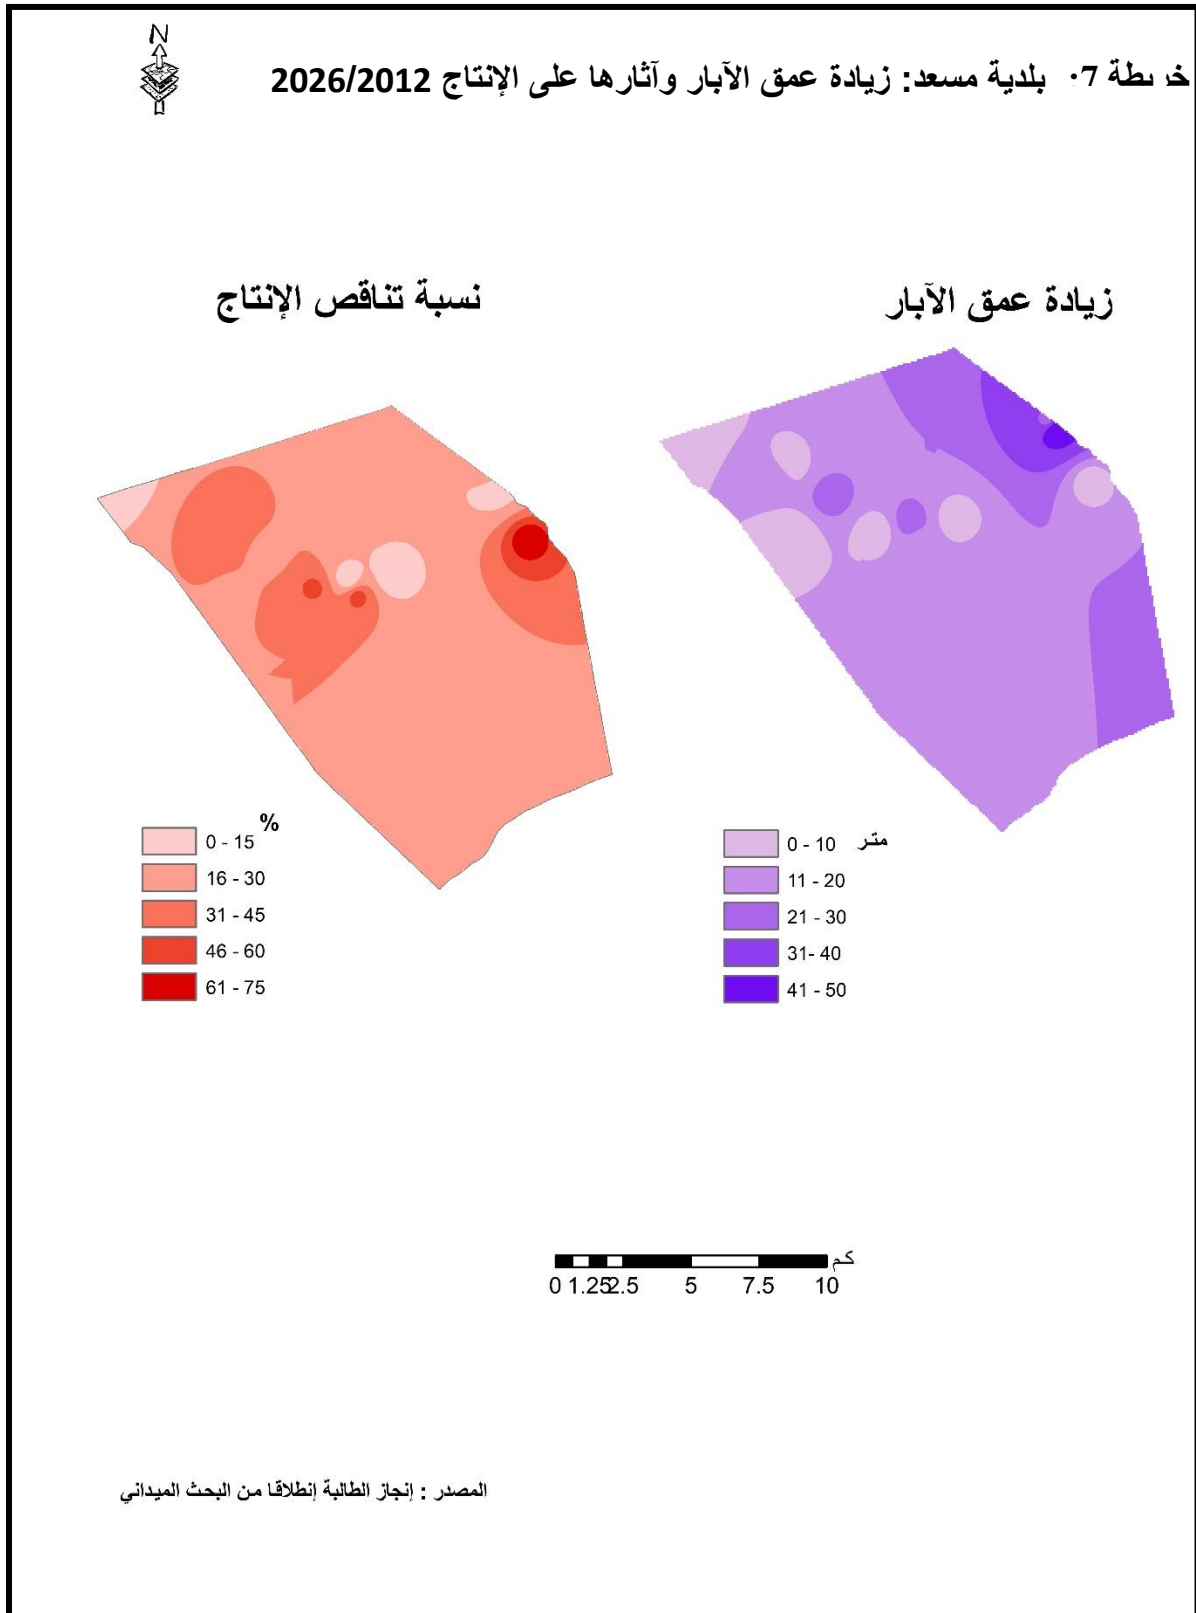 N
خريطة 07 بلدية مسعد: زيادة عمق الآبار وآثارها على الإنتاج 2026/2012
زيادة عمق الآبار
نسبة تناقص الإنتاج
متر
0 - 10
11 - 20
21 - 30
31- 40
41 - 50
%
0 - 15
16 - 30
31 - 45
46 - 60
61 - 75
كم
0 1.25 2.5 5 7.5 10
المصدر : إنجاز الطالبة إنطلاقا من البحث الميداني